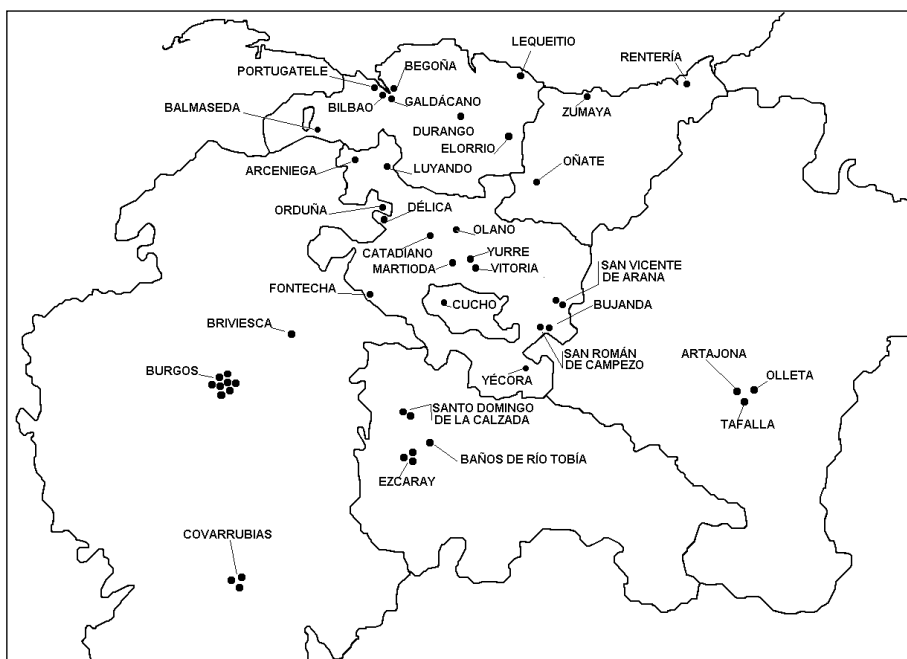 LEQUEITIO
RENTERÍA
BEGOÑA
PORTUGATELE
BILBAO
GALDÁCANO
ZUMAYA
BALMASEDA
DURANGO
ELORRIO
ARCENIEGA
LUYANDO
OÑATE
ORDUÑA
DÉLICA
OLANO
CATADIANO
YURRE
MARTIODA
VITORIA
SAN VICENTE
DE ARANA
FONTECHA
CUCHO
BUJANDA
BRIVIESCA
SAN ROMÁN
DE CAMPEZO
ARTAJONA
OLLETA
BURGOS
YÉCORA
TAFALLA
SANTO DOMINGO
DE LA CALZADA
BAÑOS DE RÍO TOBÍA
EZCARAY
COVARRUBIAS